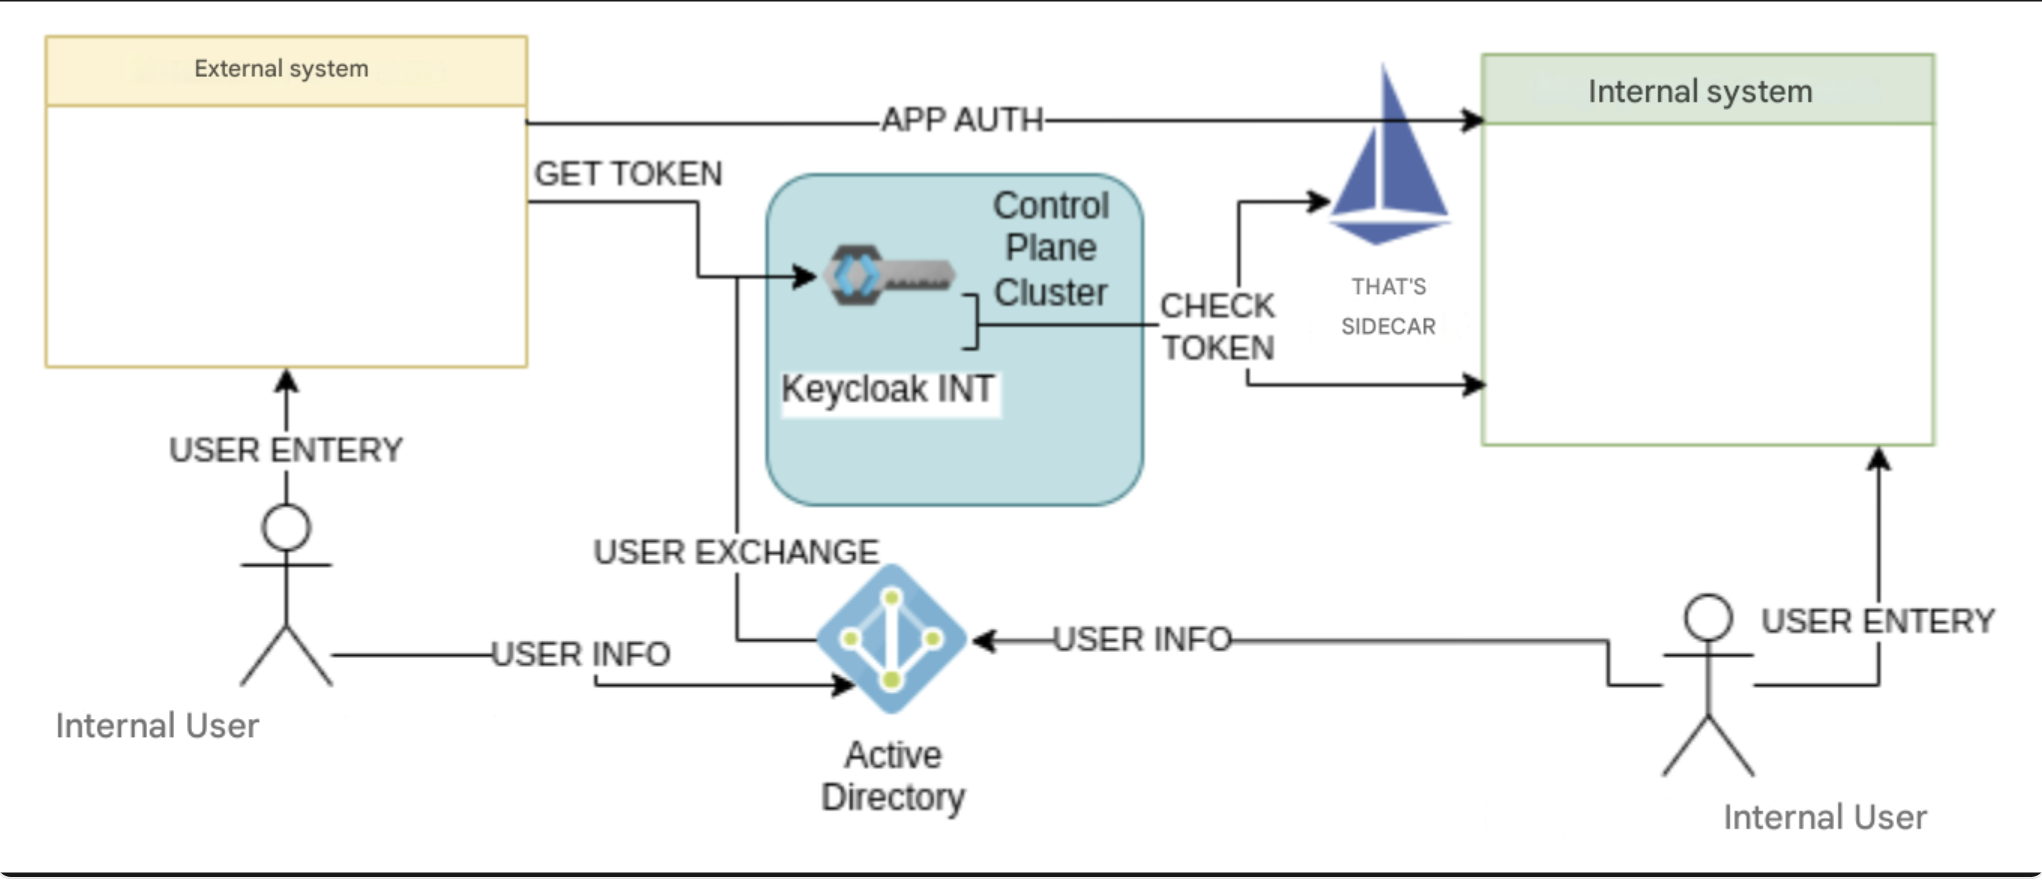 External system
Internal system
APP AUTH
GET TOKEN
Control
Plane
Cluster
CHECK
TOKEN
THAT'S
SIDECAR
Keycloak INT
USER ENTERY
USER EXCHANGE
USER INFO
USER INFO
USER ENTERY
Internal User
Active
Directory
Internal User